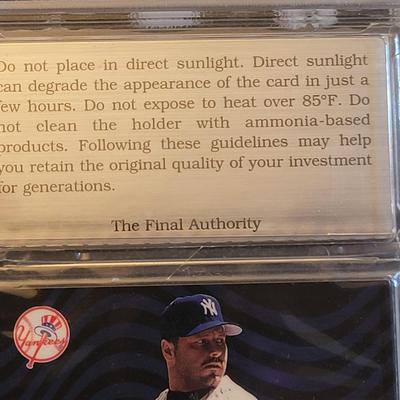 Do not place in direct sunlight. Direct sunlight
can degrade the appearance of the card in just a
few hours. Do not expose to heat over 85°F. Do
not clean the holder with ammonia-based
products. Following these guidelines may help
you retain the original quality of your investment
for generations.
The Final Authority
Yankees
NY